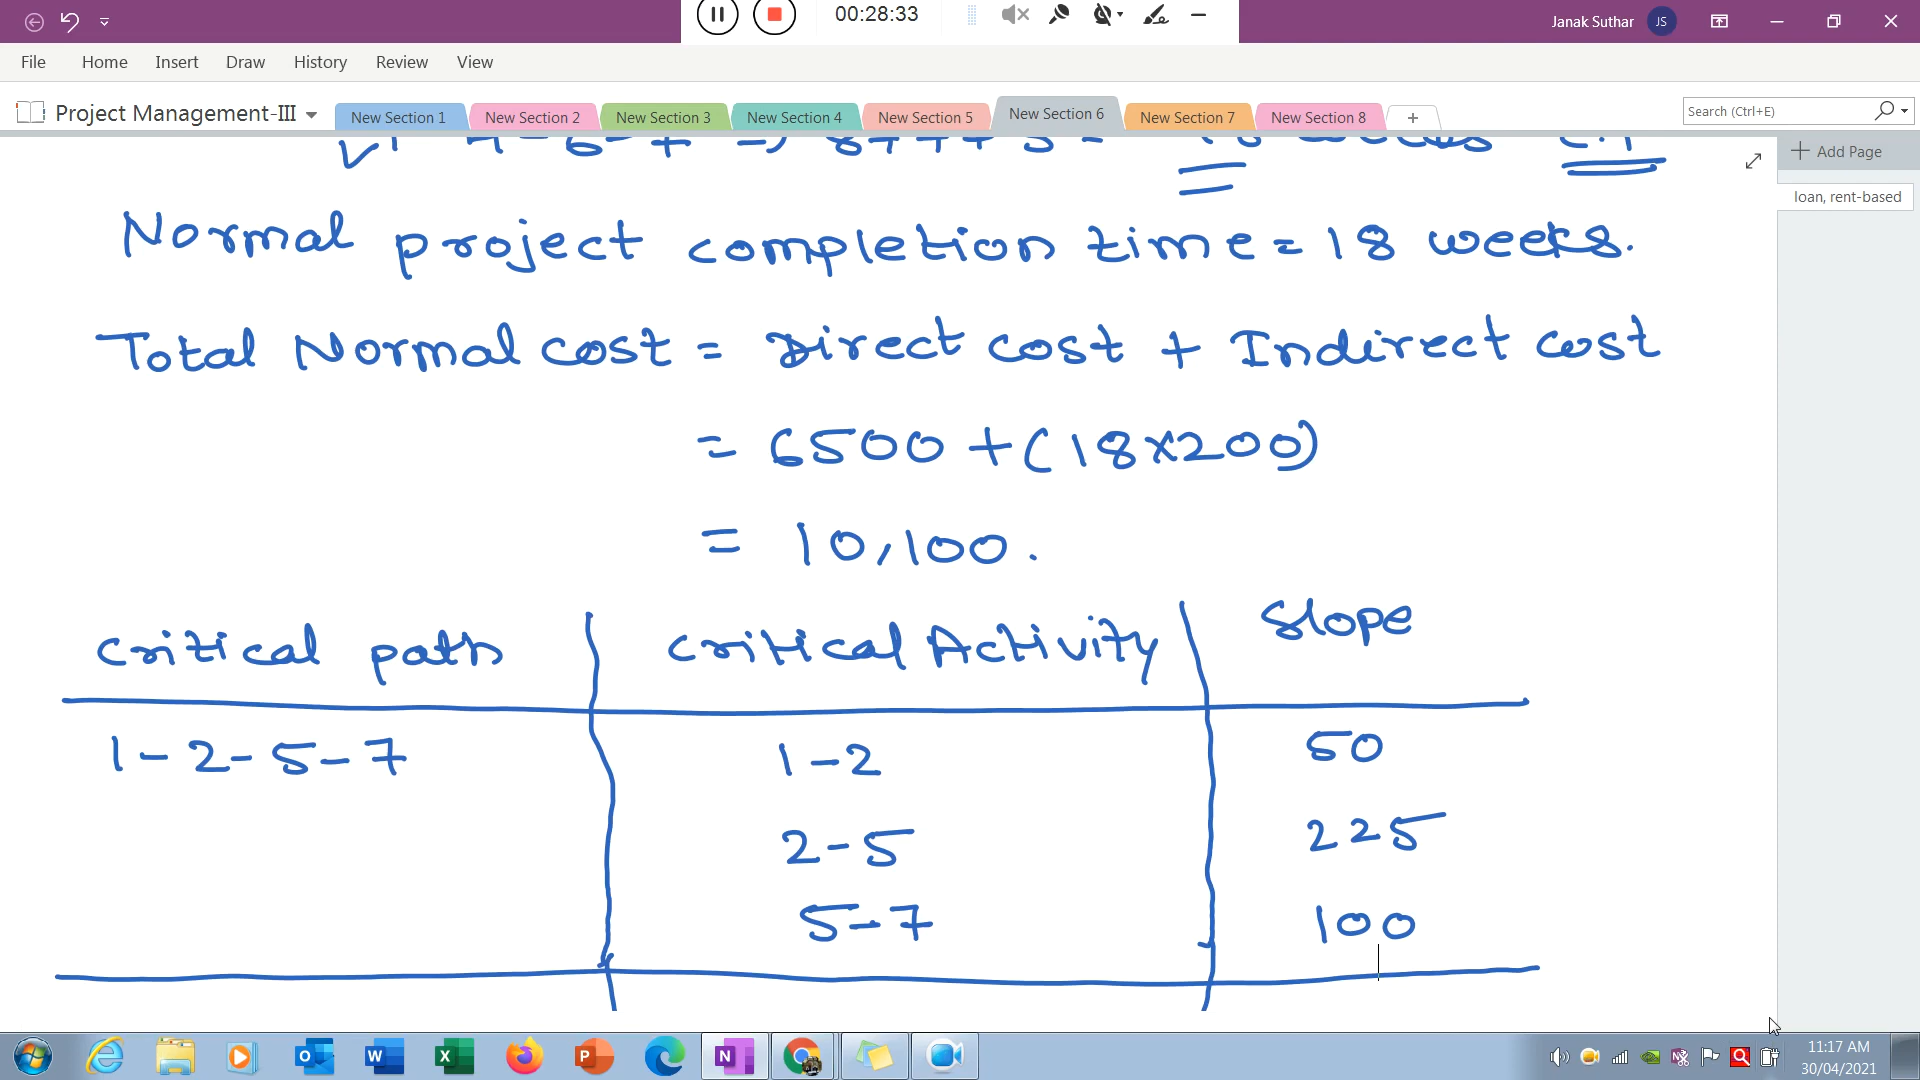 00:28:33
Janak Suthar JS
File Home Insert Draw History Review View
Project Management-III New Section 1 New Section 2 New Section 3 New Section 4 New Section 5 New Section 6 New Section 7 New Section 8 +
Search (Ctrl+E)
Add Page
loan, rent-based
Normal project completion time = 18 weeks.
Total Normal cost = Direct cost + Indirect cost
= 6500 + (18×200)
= 10,100.
critical path critical Activity slope
1-2-5-7 1-2 50
2-5 225
5-7 100
11:17 AM
30/04/2021